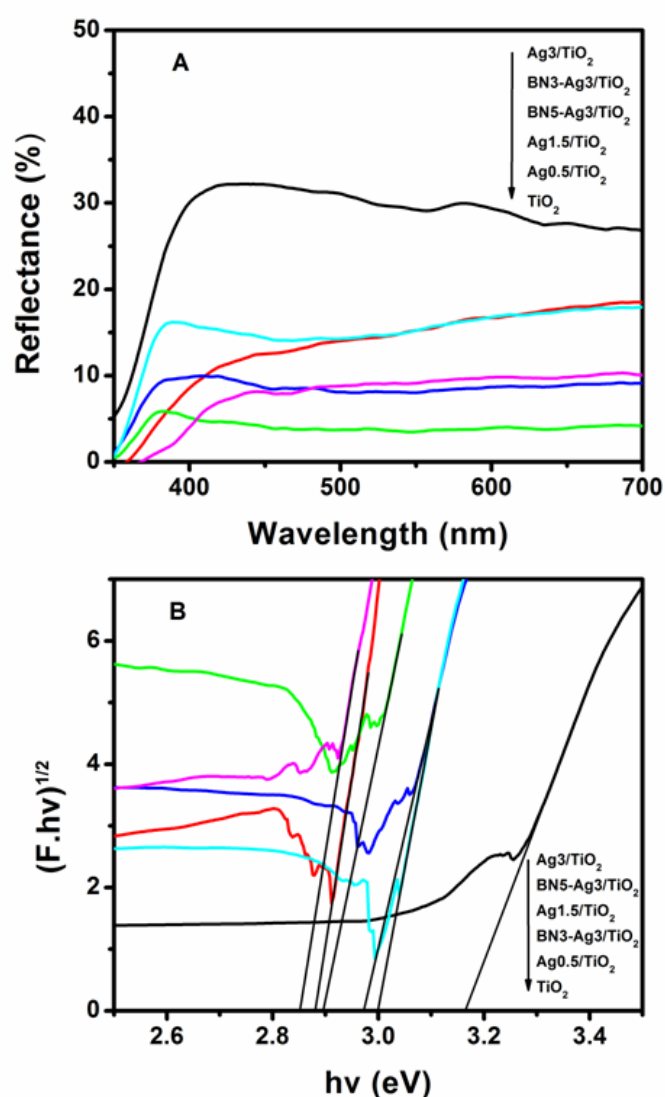 50
40
30
20
10
0
Reflectance (%)
A
Ag3/TiO2
BN3-Ag3/TiO2
BN5-Ag3/TiO2
Ag1.5/TiO2
Ag0.5/TiO2
TiO2
400 500 600 700
Wavelength (nm)
6
4
2
0
(F.hν)1/2
B
Ag3/TiO2
BN5-Ag3/TiO2
Ag1.5/TiO2
BN3-Ag3/TiO2
Ag0.5/TiO2
TiO2
2.6 2.8 3.0 3.2 3.4
hν (eV)